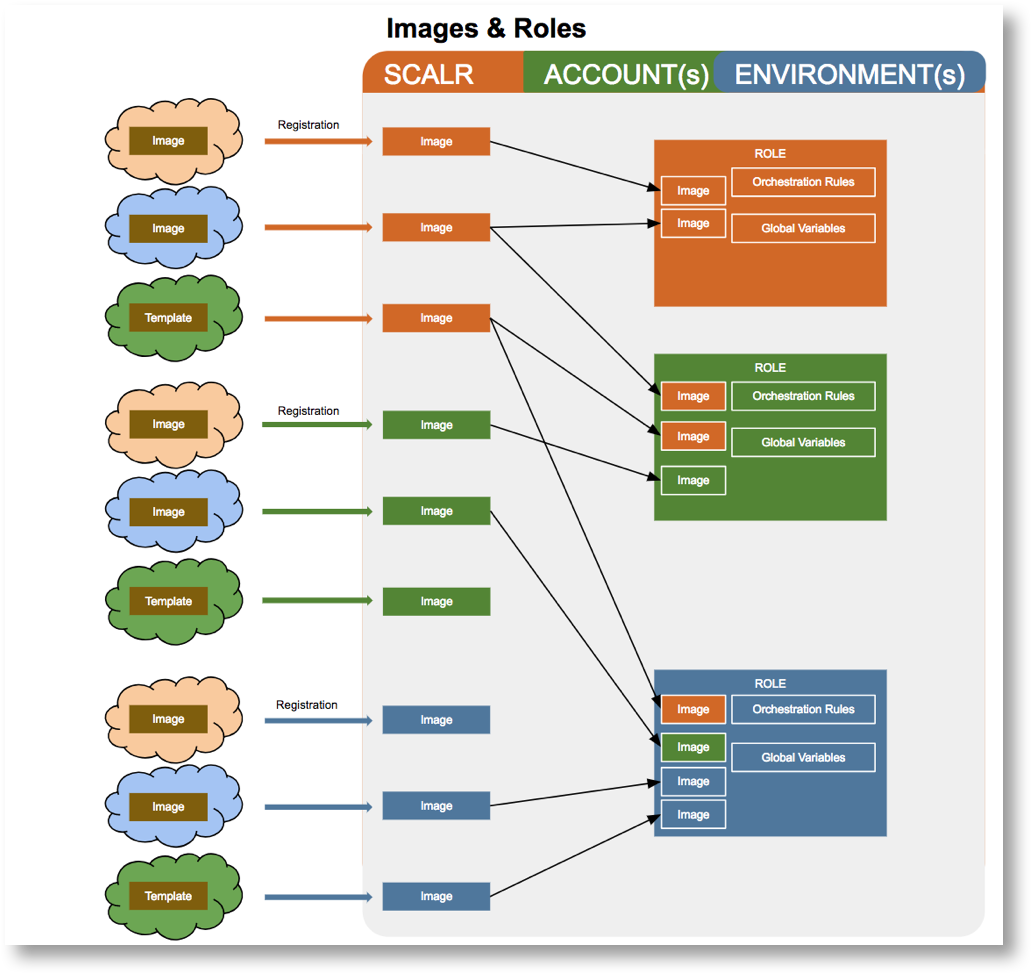 Images & Roles
SCALR ACCOUNT(s) ENVIRONMENT(s)
Registration
Image Image
ROLE
Orchestration Rules
Image
Image Image Image
Global Variables
Template Image
ROLE
Image Orchestration Rules
Registration
Image Image
Image Global Variables
Image
Image Image
Template Image
ROLE
Registration
Image Image
Image Orchestration Rules
Image Global Variables
Image
Image Image
Image
Template Image